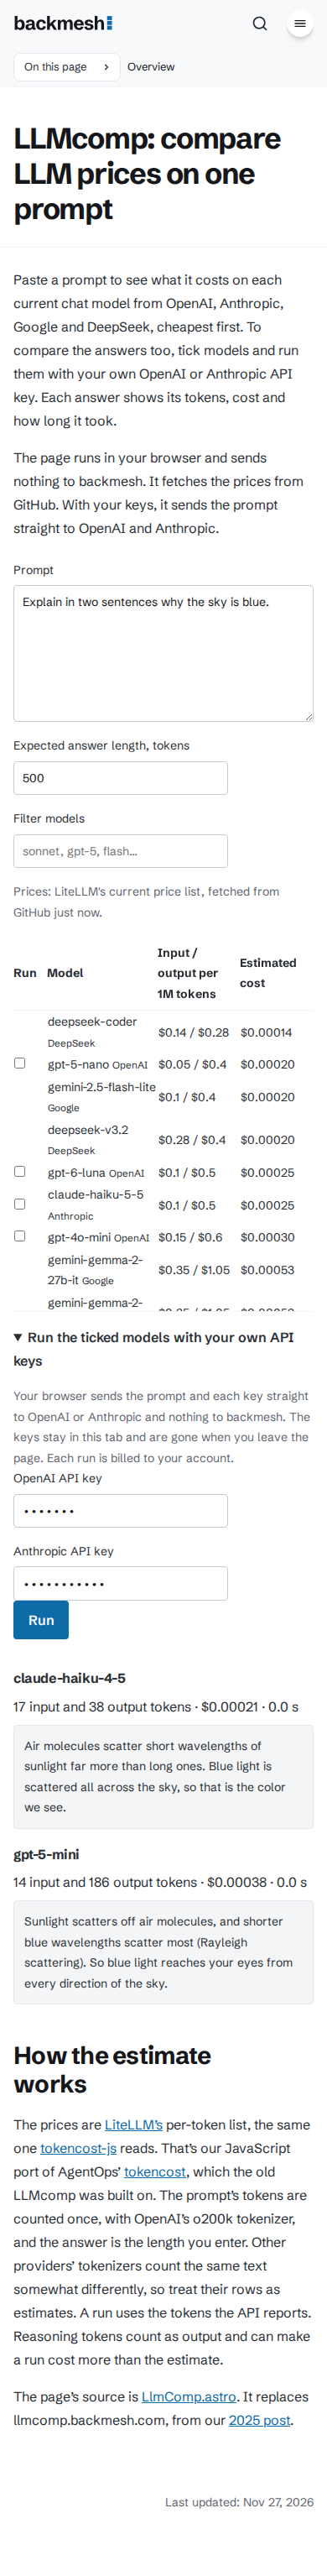 backmesh
On this page
Overview
LLMcomp: compare
LLM prices on one
prompt
Paste a prompt to see what it costs on each
current chat model from OpenAI, Anthropic,
Google and DeepSeek, cheapest first. To
compare the answers too, tick models and run
them with your own OpenAI or Anthropic API
key. Each answer shows its tokens, cost and
how long it took.
The page runs in your browser and sends
nothing to backmesh. It fetches the prices from
GitHub. With your keys, it sends the prompt
straight to OpenAI and Anthropic.
Prompt
Explain in two sentences why the sky is blue.
Expected answer length, tokens
500
Filter models
sonnet, gpt-5, flash...
Prices: LiteLLM's current price list, fetched from
GitHub just now.
Run Model Input / output per 1M tokens Estimated cost
deepseek-coder DeepSeek $0.14 / $0.28 $0.00014
gpt-5-nano OpenAI $0.05 / $0.4 $0.00020
gemini-2.5-flash-lite Google $0.1 / $0.4 $0.00020
deepseek-v3.2 DeepSeek $0.28 / $0.4 $0.00020
gpt-6-luna OpenAI $0.1 / $0.5 $0.00025
claude-haiku-5-5 Anthropic $0.1 / $0.5 $0.00025
gpt-4o-mini OpenAI $0.15 / $0.6 $0.00030
gemini-gemma-2-27b-it Google $0.35 / $1.05 $0.00053
gemini-gemma-2-
▼ Run the ticked models with your own API
keys
Your browser sends the prompt and each key straight
to OpenAI or Anthropic and nothing to backmesh. The
keys stay in this tab and are gone when you leave the
page. Each run is billed to your account.
OpenAI API key
•••••••
Anthropic API key
•••••••••••
Run
claude-haiku-4-5
17 input and 38 output tokens · $0.00021 · 0.0 s
Air molecules scatter short wavelengths of
sunlight far more than long ones. Blue light is
scattered all across the sky, so that is the color
we see.
gpt-5-mini
14 input and 186 output tokens · $0.00038 · 0.0 s
Sunlight scatters off air molecules, and shorter
blue wavelengths scatter most (Rayleigh
scattering). So blue light reaches your eyes from
every direction of the sky.
How the estimate
works
The prices are LiteLLM’s per-token list, the same
one tokencost-js reads. That’s our JavaScript
port of AgentOps’ tokencost, which the old
LLMcomp was built on. The prompt’s tokens are
counted once, with OpenAI’s o200k tokenizer,
and the answer is the length you enter. Other
providers’ tokenizers count the same text
somewhat differently, so treat their rows as
estimates. A run uses the tokens the API reports.
Reasoning tokens count as output and can make
a run cost more than the estimate.
The page’s source is LlmComp.astro. It replaces
llmcomp.backmesh.com, from our 2025 post.
Last updated: Nov 27, 2026